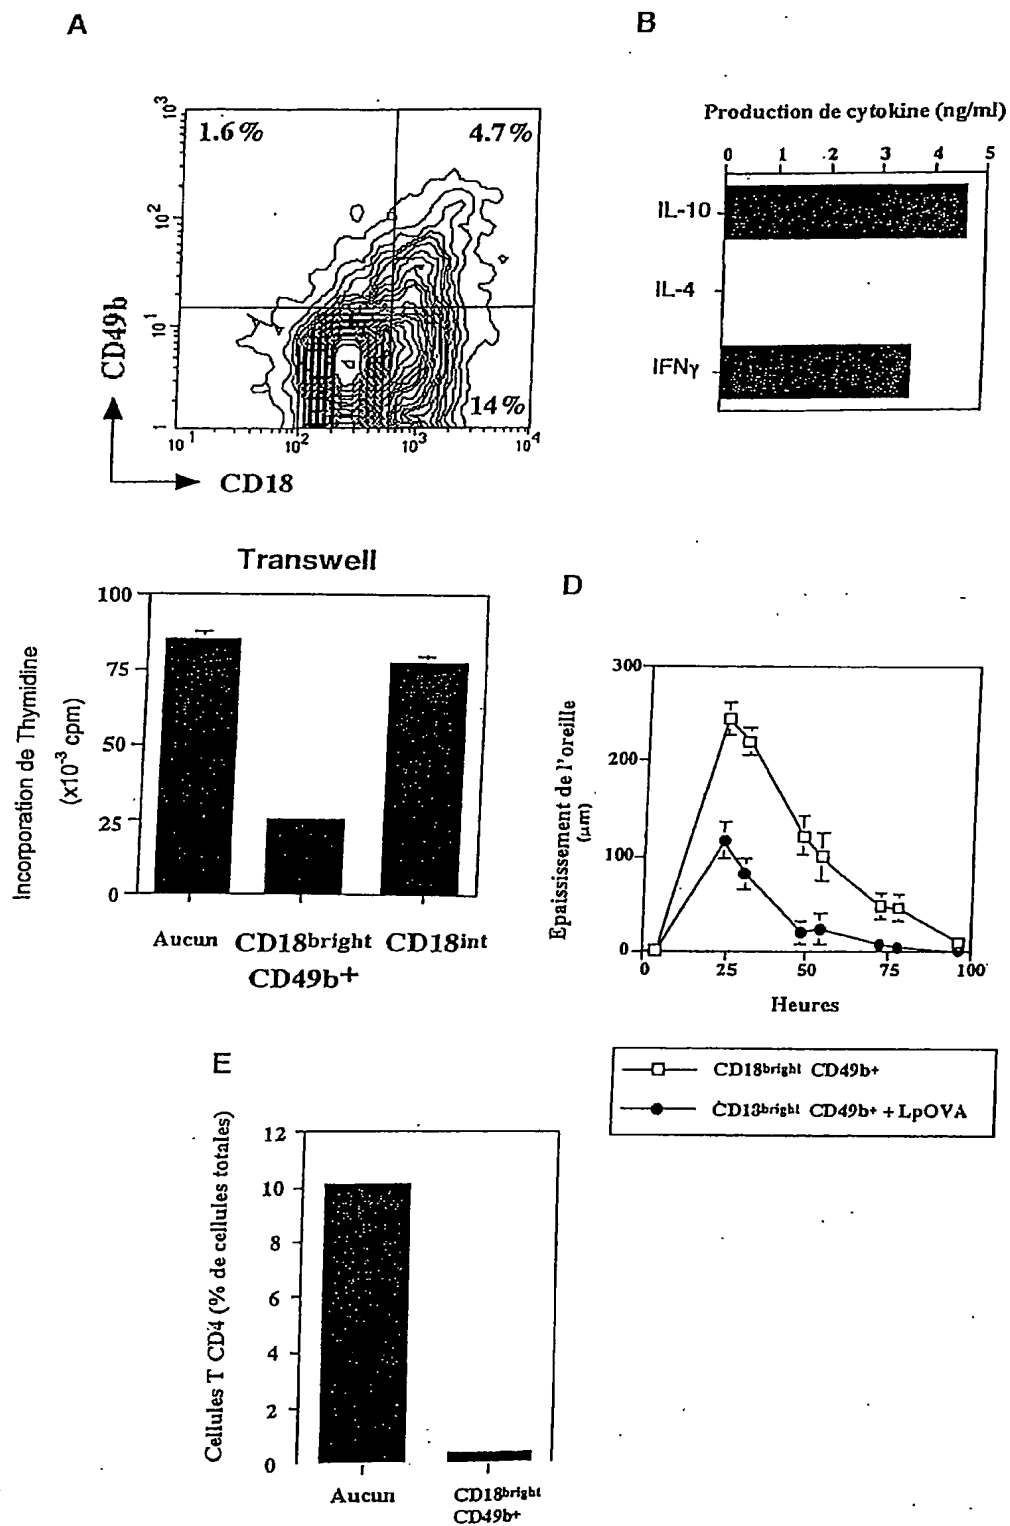 A
B
10³
1.6%
4.7%
10²
10¹
1
14%
10¹
10²
10³
10⁴
CD49b
CD18
Production de cytokine (ng/ml)
0 1 2 3 4 5
IL-10
IL-4
IFNγ
Transwell
100
75
50
25
0
Incorporation de Thymidine
(x10⁻³ cpm)
Aucun
CD18bright
CD49b+
CD18int
D
300
200
100
0
Epaississement de l'oreille
(μm)
0 25 50 75 100
Heures
CD18bright CD49b+
CD18bright CD49b+ + LpOVA
E
12
10
8
6
4
2
0
Cellules T CD4 (% de cellules totales)
Aucun
CD18bright
CD49b+